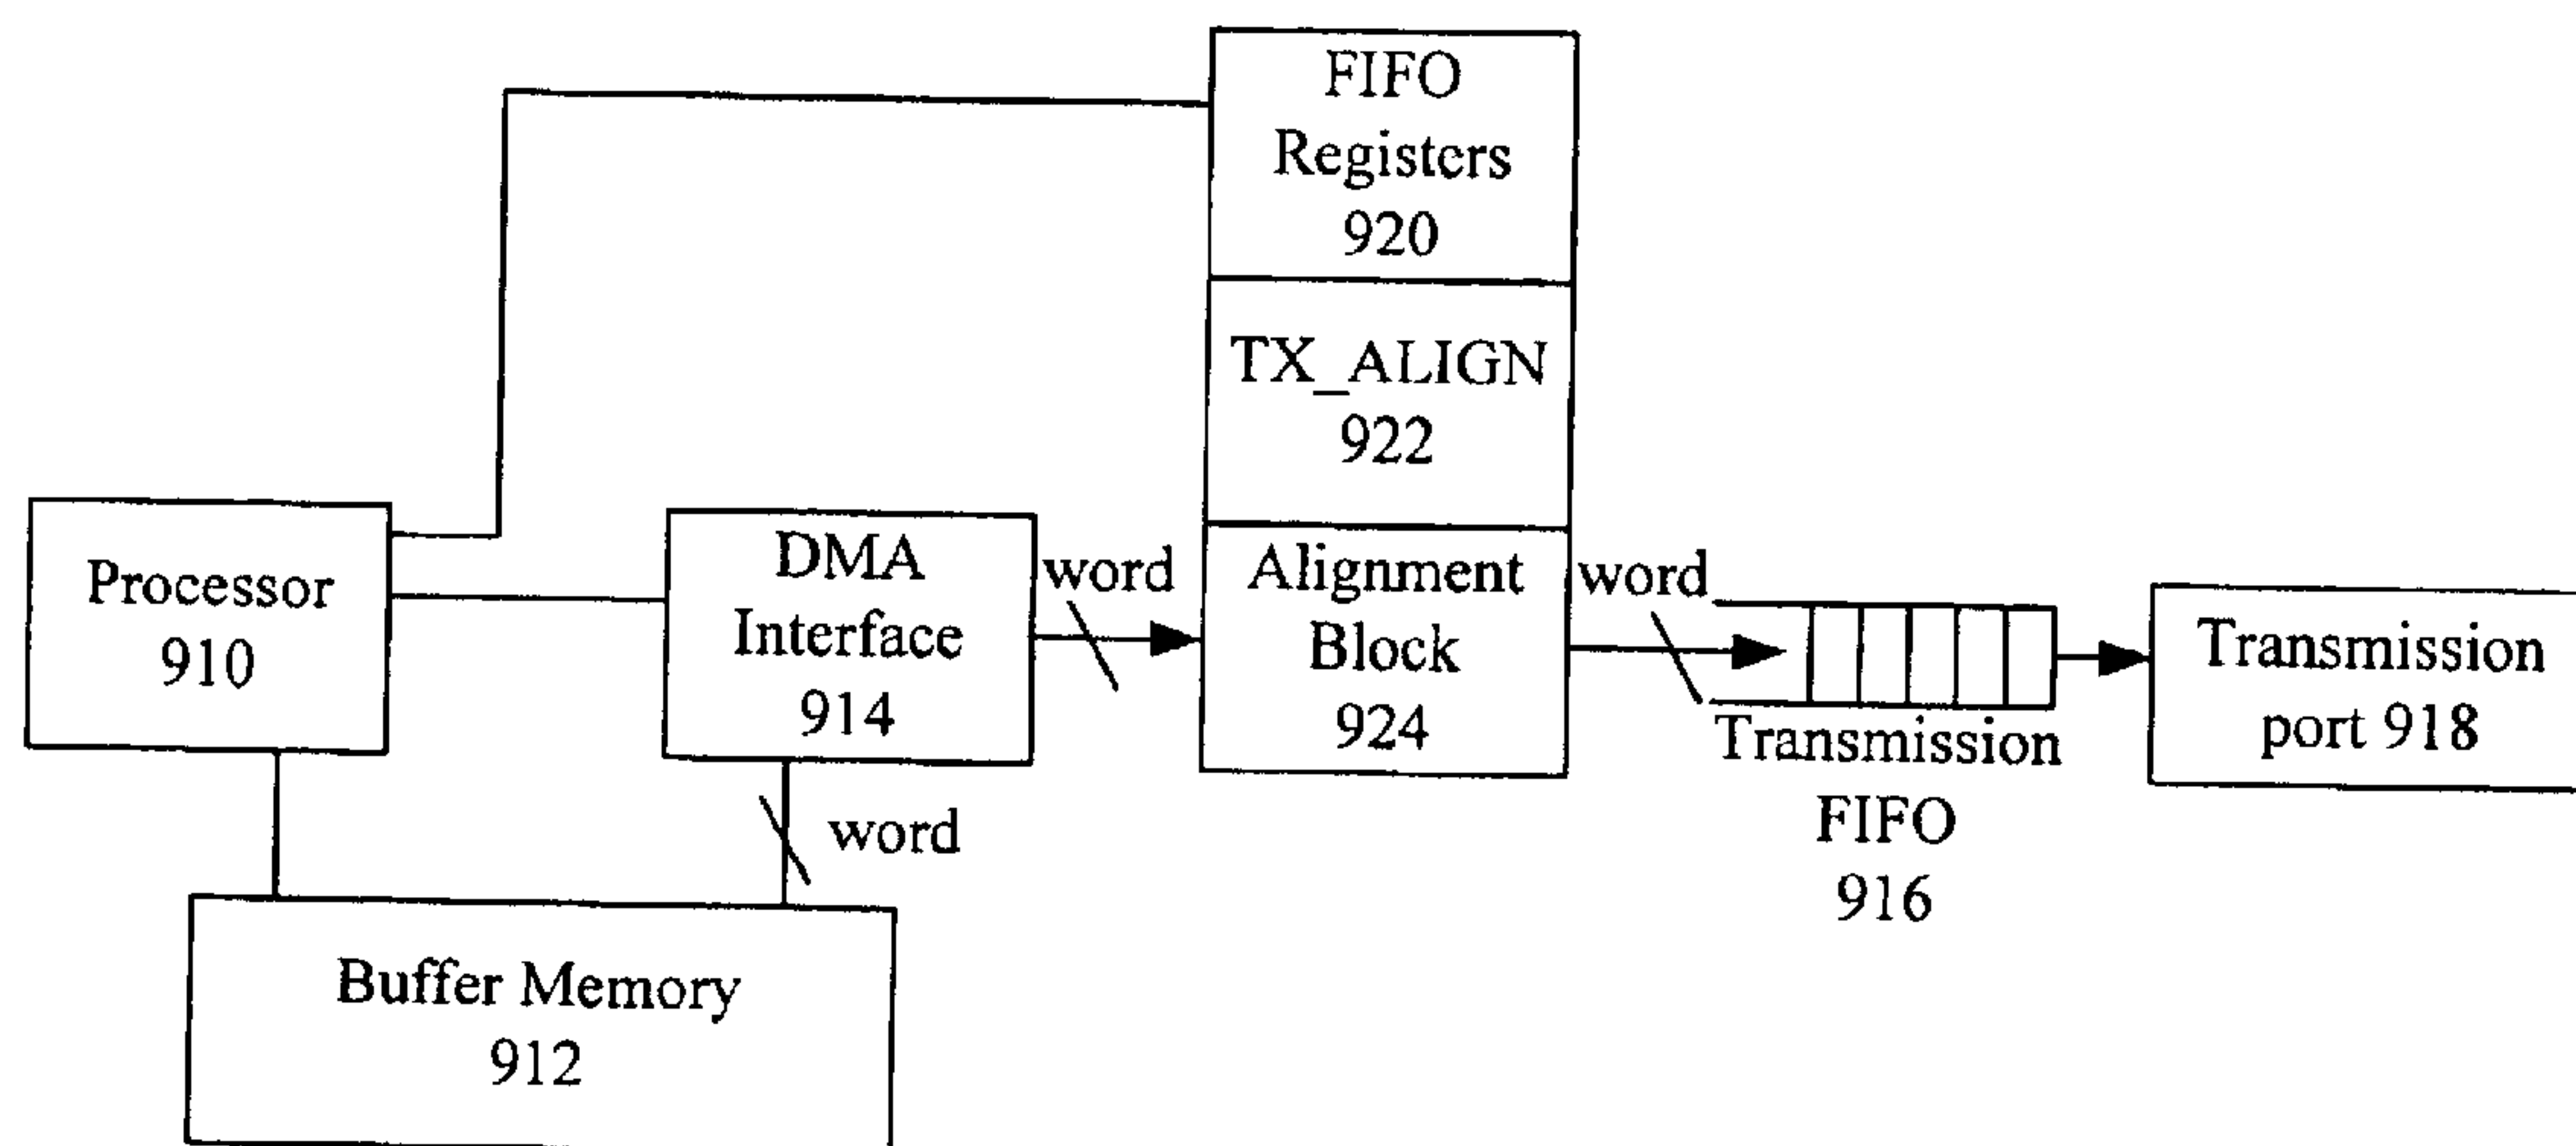 FIFO
Registers
920
TX_ALIGN
922
Processor
910
DMA
Interface
914
word
Alignment
Block
924
word
Transmission
FIFO
916
Transmission
port 918
word
Buffer Memory
912